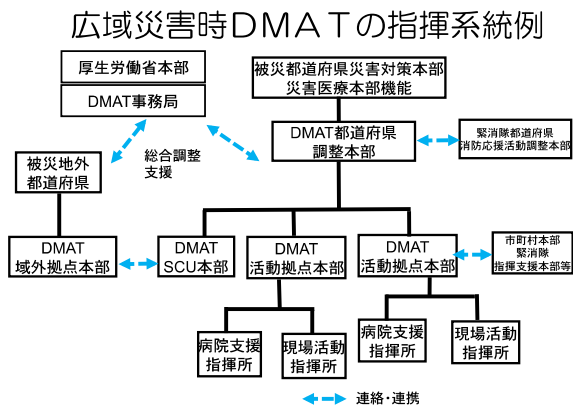 広域災害時DMATの指揮系統例
厚生労働省本部
DMAT事務局
被災都道府県災害対策本部
災害医療本部機能
DMAT都道府県
調整本部
緊消隊都道府県
消防応援活動調整本部
総合調整
支援
被災地外
都道府県
DMAT
域外拠点本部
DMAT
SCU本部
DMAT
活動拠点本部
DMAT
活動拠点本部
市町村本部
緊消隊
指揮支援本部等
病院支援
指揮所
現場活動
指揮所
病院支援
指揮所
現場活動
指揮所
連絡・連携